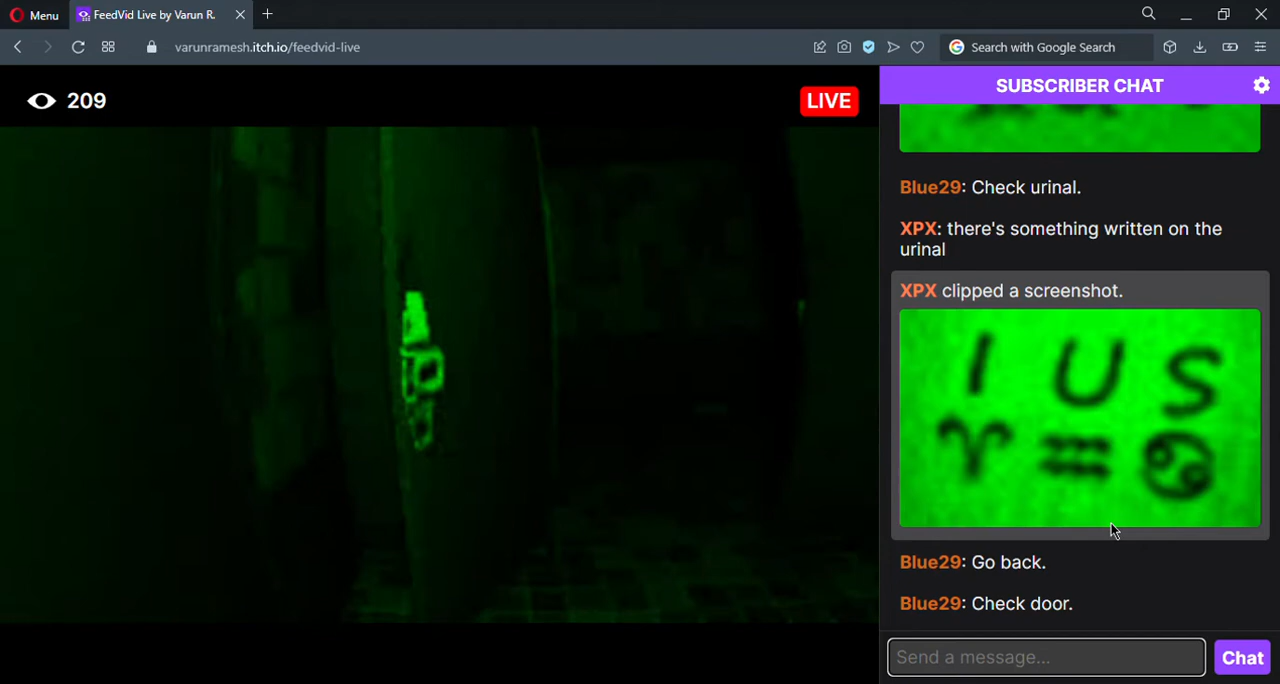 Menu
FeedVid Live by Varun R.
varunramesh.itch.io/feedvid-live
Search with Google Search
209
LIVE
SUBSCRIBER CHAT
Blue29: Check urinal.
XPX: there's something written on the
urinal
XPX clipped a screenshot.
I U S
♈ ♒ ♋
Blue29: Go back.
Blue29: Check door.
Send a message...
Chat